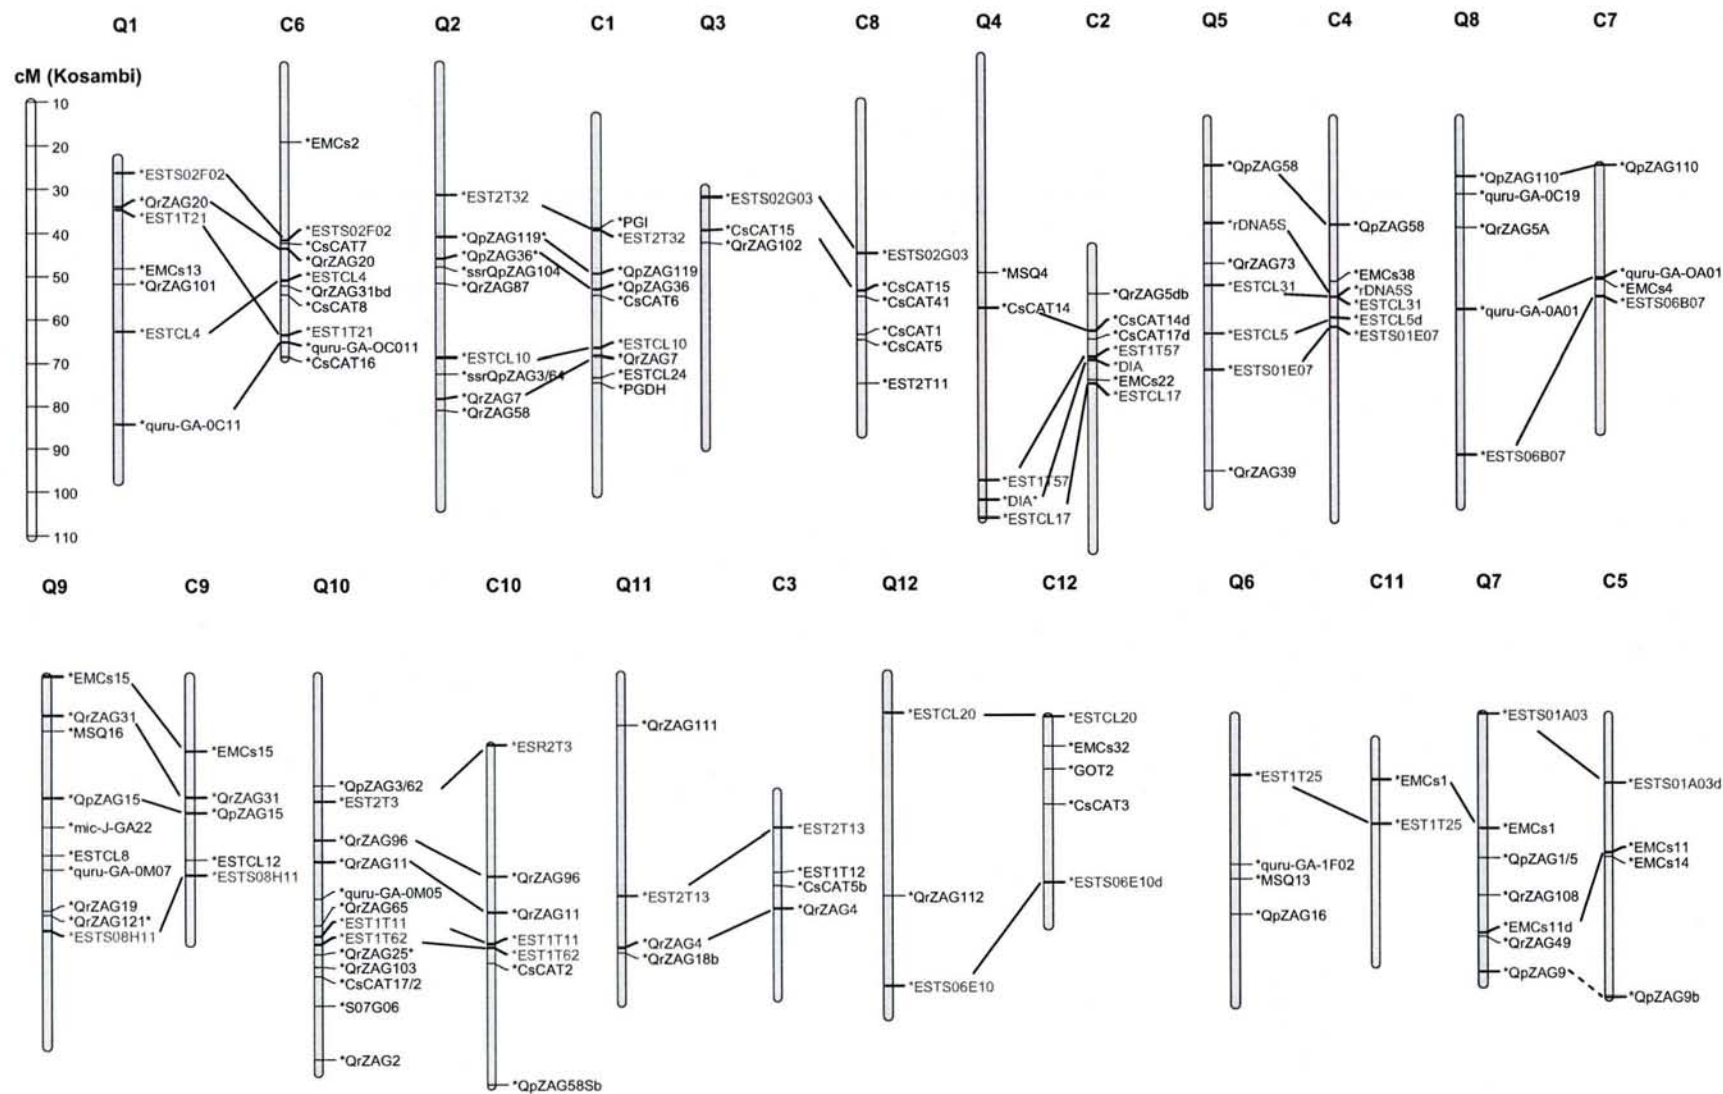 Q1 C6 Q2 C1 Q3 C8 Q4 C2 Q5 C4 Q8 C7
cM (Kosambi)
10
20
30
40
50
60
70
80
90
100
110
*ESTS02F02
*QrZAG20
*EST1T21
*EMCs13
*QrZAG101
*ESTCL4
*quru-GA-0C11
*EMCs2
*ESTS02F02
*CsCAT7
*QrZAG20
*ESTCL4
*QrZAG31bd
*CsCAT8
*EST1T21
*quru-GA-OC011
*CsCAT16
*EST2T32
*QpZAG119*
*QpZAG36*
*ssrQpZAG104
*QrZAG87
*ESTCL10
*ssrQpZAG3/64
*QrZAG7
*QrZAG58
*PGI
*EST2T32
*QpZAG119
*QpZAG36
*CsCAT6
*ESTCL10
*QrZAG7
*ESTCL24
*PGDH
*ESTS02G03
*CsCAT15
*QrZAG102
*ESTS02G03
*CsCAT15
*CsCAT41
*CsCAT1
*CsCAT5
*EST2T11
*MSQ4
*CsCAT14
*EST1T57
*DIA*
*ESTCL17
*QrZAG5db
*CsCAT14d
*CsCAT17d
*EST1T57
*DIA
*EMCs22
*ESTCL17
*QpZAG58
*rDNA5S
*QrZAG73
*ESTCL31
*ESTCL5
*ESTS01E07
*QrZAG39
*QpZAG58
*EMCs38
*rDNA5S
*ESTCL31
*ESTCL5d
*ESTS01E07
*QpZAG110
*quru-GA-0C19
*QrZAG5A
*quru-GA-0A01
*ESTS06B07
*QpZAG110
*quru-GA-OA01
*EMCs4
*ESTS06B07
Q9 C9 Q10 C10 Q11 C3 Q12 C12 Q6 C11 Q7 C5
*EMCs15
*QrZAG31
*MSQ16
*QpZAG15
*mic-J-GA22
*ESTCL8
*quru-GA-0M07
*QrZAG19
*QrZAG121*
*ESTS08H11
*EMCs15
*QrZAG31
*QpZAG15
*ESTCL12
*ESTS08H11
*QpZAG3/62
*EST2T3
*QrZAG96
*QrZAG11
*quru-GA-0M05
*QrZAG65
*EST1T11
*EST1T62
*QrZAG25*
*QrZAG103
*CsCAT17/2
*S07G06
*QrZAG2
*ESR2T3
*QrZAG96
*QrZAG11
*EST1T11
*EST1T62
*CsCAT2
*QpZAG58Sb
*QrZAG111
*EST2T13
*QrZAG4
*QrZAG18b
*EST2T13
*EST1T12
*CsCAT5b
*QrZAG4
*ESTCL20
*QrZAG112
*ESTS06E10
*ESTCL20
*EMCs32
*GOT2
*CsCAT3
*ESTS06E10d
*EST1T25
*quru-GA-1F02
*MSQ13
*QpZAG16
*EMCs1
*EST1T25
*ESTS01A03
*EMCs1
*QpZAG1/5
*QrZAG108
*EMCs11d
*QrZAG49
*QpZAG9
*ESTS01A03d
*EMCs11
*EMCs14
*QpZAG9b